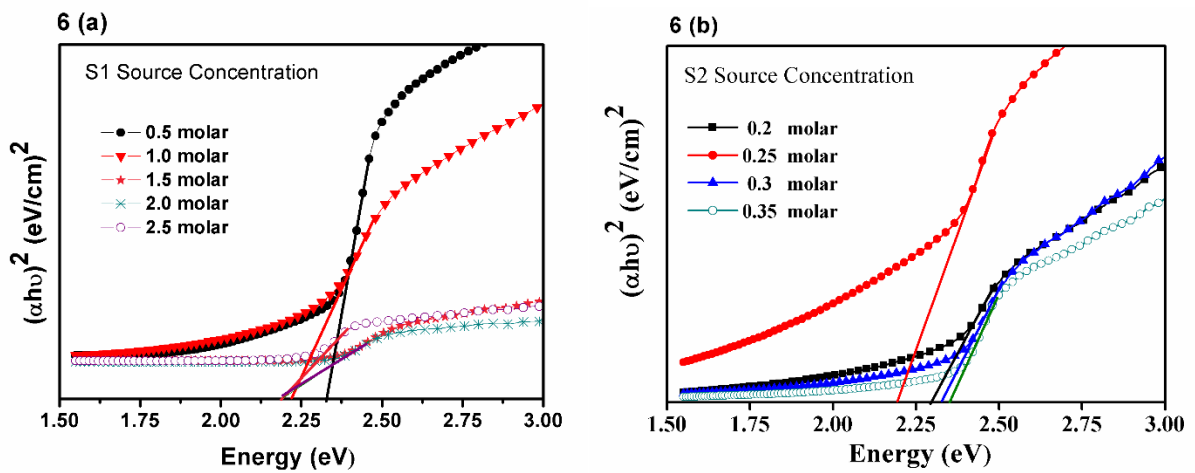 6 (a)
S1 Source Concentration
0.5 molar
1.0 molar
1.5 molar
2.0 molar
2.5 molar
(αhυ)² (eV/cm)²
1.50 1.75 2.00 2.25 2.50 2.75 3.00
Energy (eV)
6 (b)
S2 Source Concentration
0.2 molar
0.25 molar
0.3 molar
0.35 molar
(αhυ)² (eV/cm)²
1.50 1.75 2.00 2.25 2.50 2.75 3.00
Energy (eV)